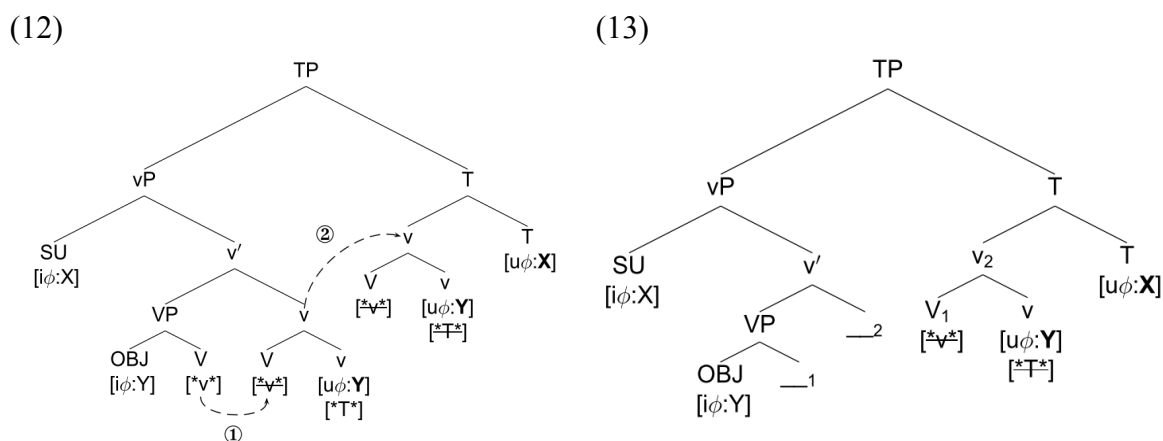 (12) (13)
TP TP
vP T vP T
SU v′ ② v T SU v′ v₂ T
[iϕ:X] [uϕ:X] [iϕ:X] [uϕ:X]
VP v V v VP __₂ V₁ v
[*v*] [uϕ:Y] [*v*] [uϕ:Y]
[*T*] [*T*]
OBJ V V v OBJ __₁
[iϕ:Y] [*v*] [*v*] [uϕ:Y] [iϕ:Y]
[*T*]
①